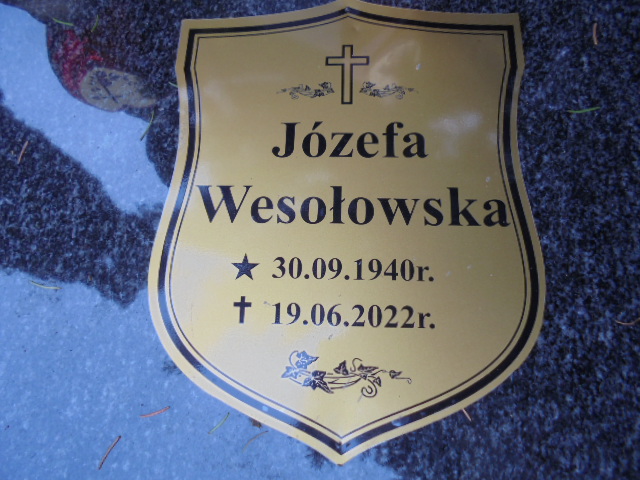 Józefa
Wesołowska
★ 30.09.1940r.
✝ 19.06.2022r.